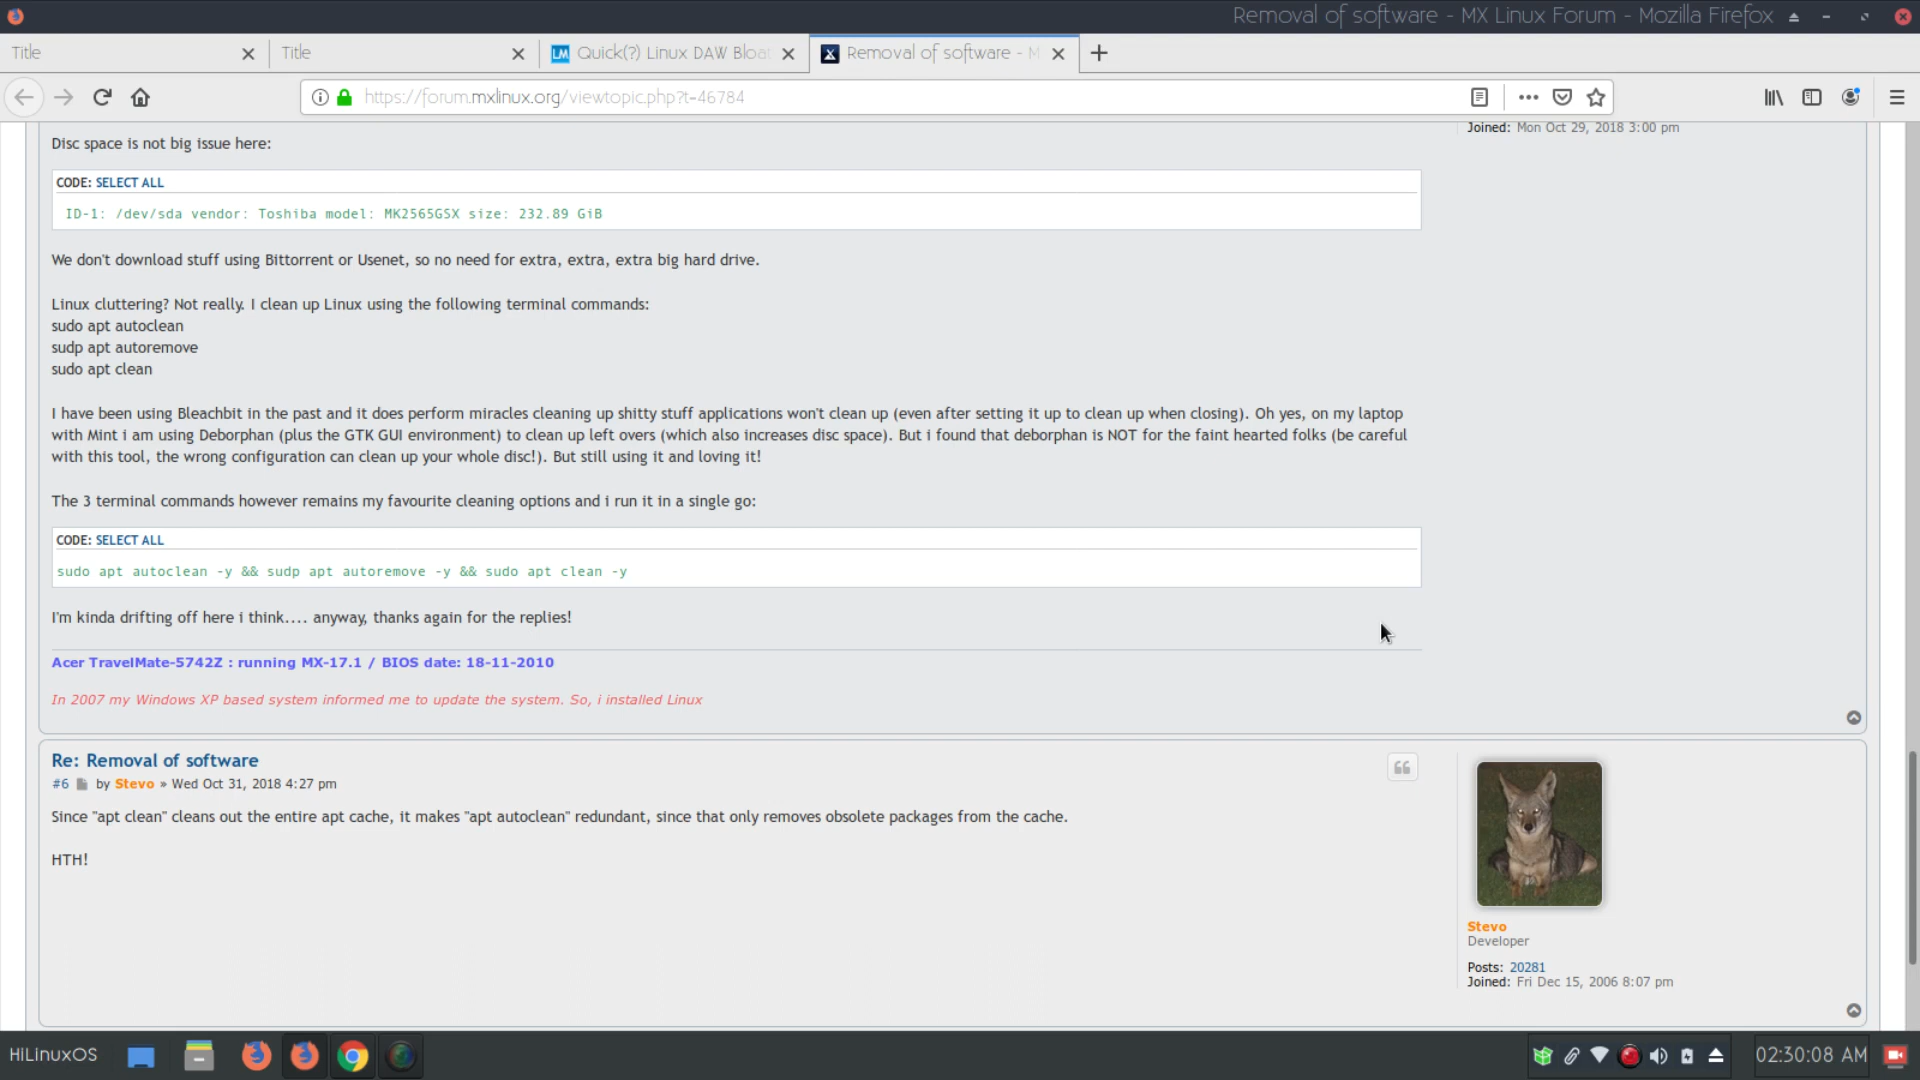 Removal of software - MX Linux Forum - Mozilla Firefox
Title
Title
LM Quick(?) Linux DAW Bloat
Removal of software - M
https://forum.mxlinux.org/viewtopic.php?t=46784
Joined: Mon Oct 29, 2018 3:00 pm
Disc space is not big issue here:
CODE: SELECT ALL
ID-1: /dev/sda vendor: Toshiba model: MK2565GSX size: 232.89 GiB
We don't download stuff using Bittorrent or Usenet, so no need for extra, extra, extra big hard drive.
Linux cluttering? Not really. I clean up Linux using the following terminal commands:
sudo apt autoclean
sudp apt autoremove
sudo apt clean
I have been using Bleachbit in the past and it does perform miracles cleaning up shitty stuff applications won't clean up (even after setting it up to clean up when closing). Oh yes, on my laptop
with Mint i am using Deborphan (plus the GTK GUI environment) to clean up left overs (which also increases disc space). But i found that deborphan is NOT for the faint hearted folks (be careful
with this tool, the wrong configuration can clean up your whole disc!). But still using it and loving it!
The 3 terminal commands however remains my favourite cleaning options and i run it in a single go:
CODE: SELECT ALL
sudo apt autoclean -y && sudp apt autoremove -y && sudo apt clean -y
I'm kinda drifting off here i think.... anyway, thanks again for the replies!
Acer TravelMate-5742Z : running MX-17.1 / BIOS date: 18-11-2010
In 2007 my Windows XP based system informed me to update the system. So, i installed Linux
Re: Removal of software
#6 by Stevo » Wed Oct 31, 2018 4:27 pm
Since "apt clean" cleans out the entire apt cache, it makes "apt autoclean" redundant, since that only removes obsolete packages from the cache.
HTH!
Stevo
Developer
Posts: 20281
Joined: Fri Dec 15, 2006 8:07 pm
HiLinuxOS
02:30:08 AM